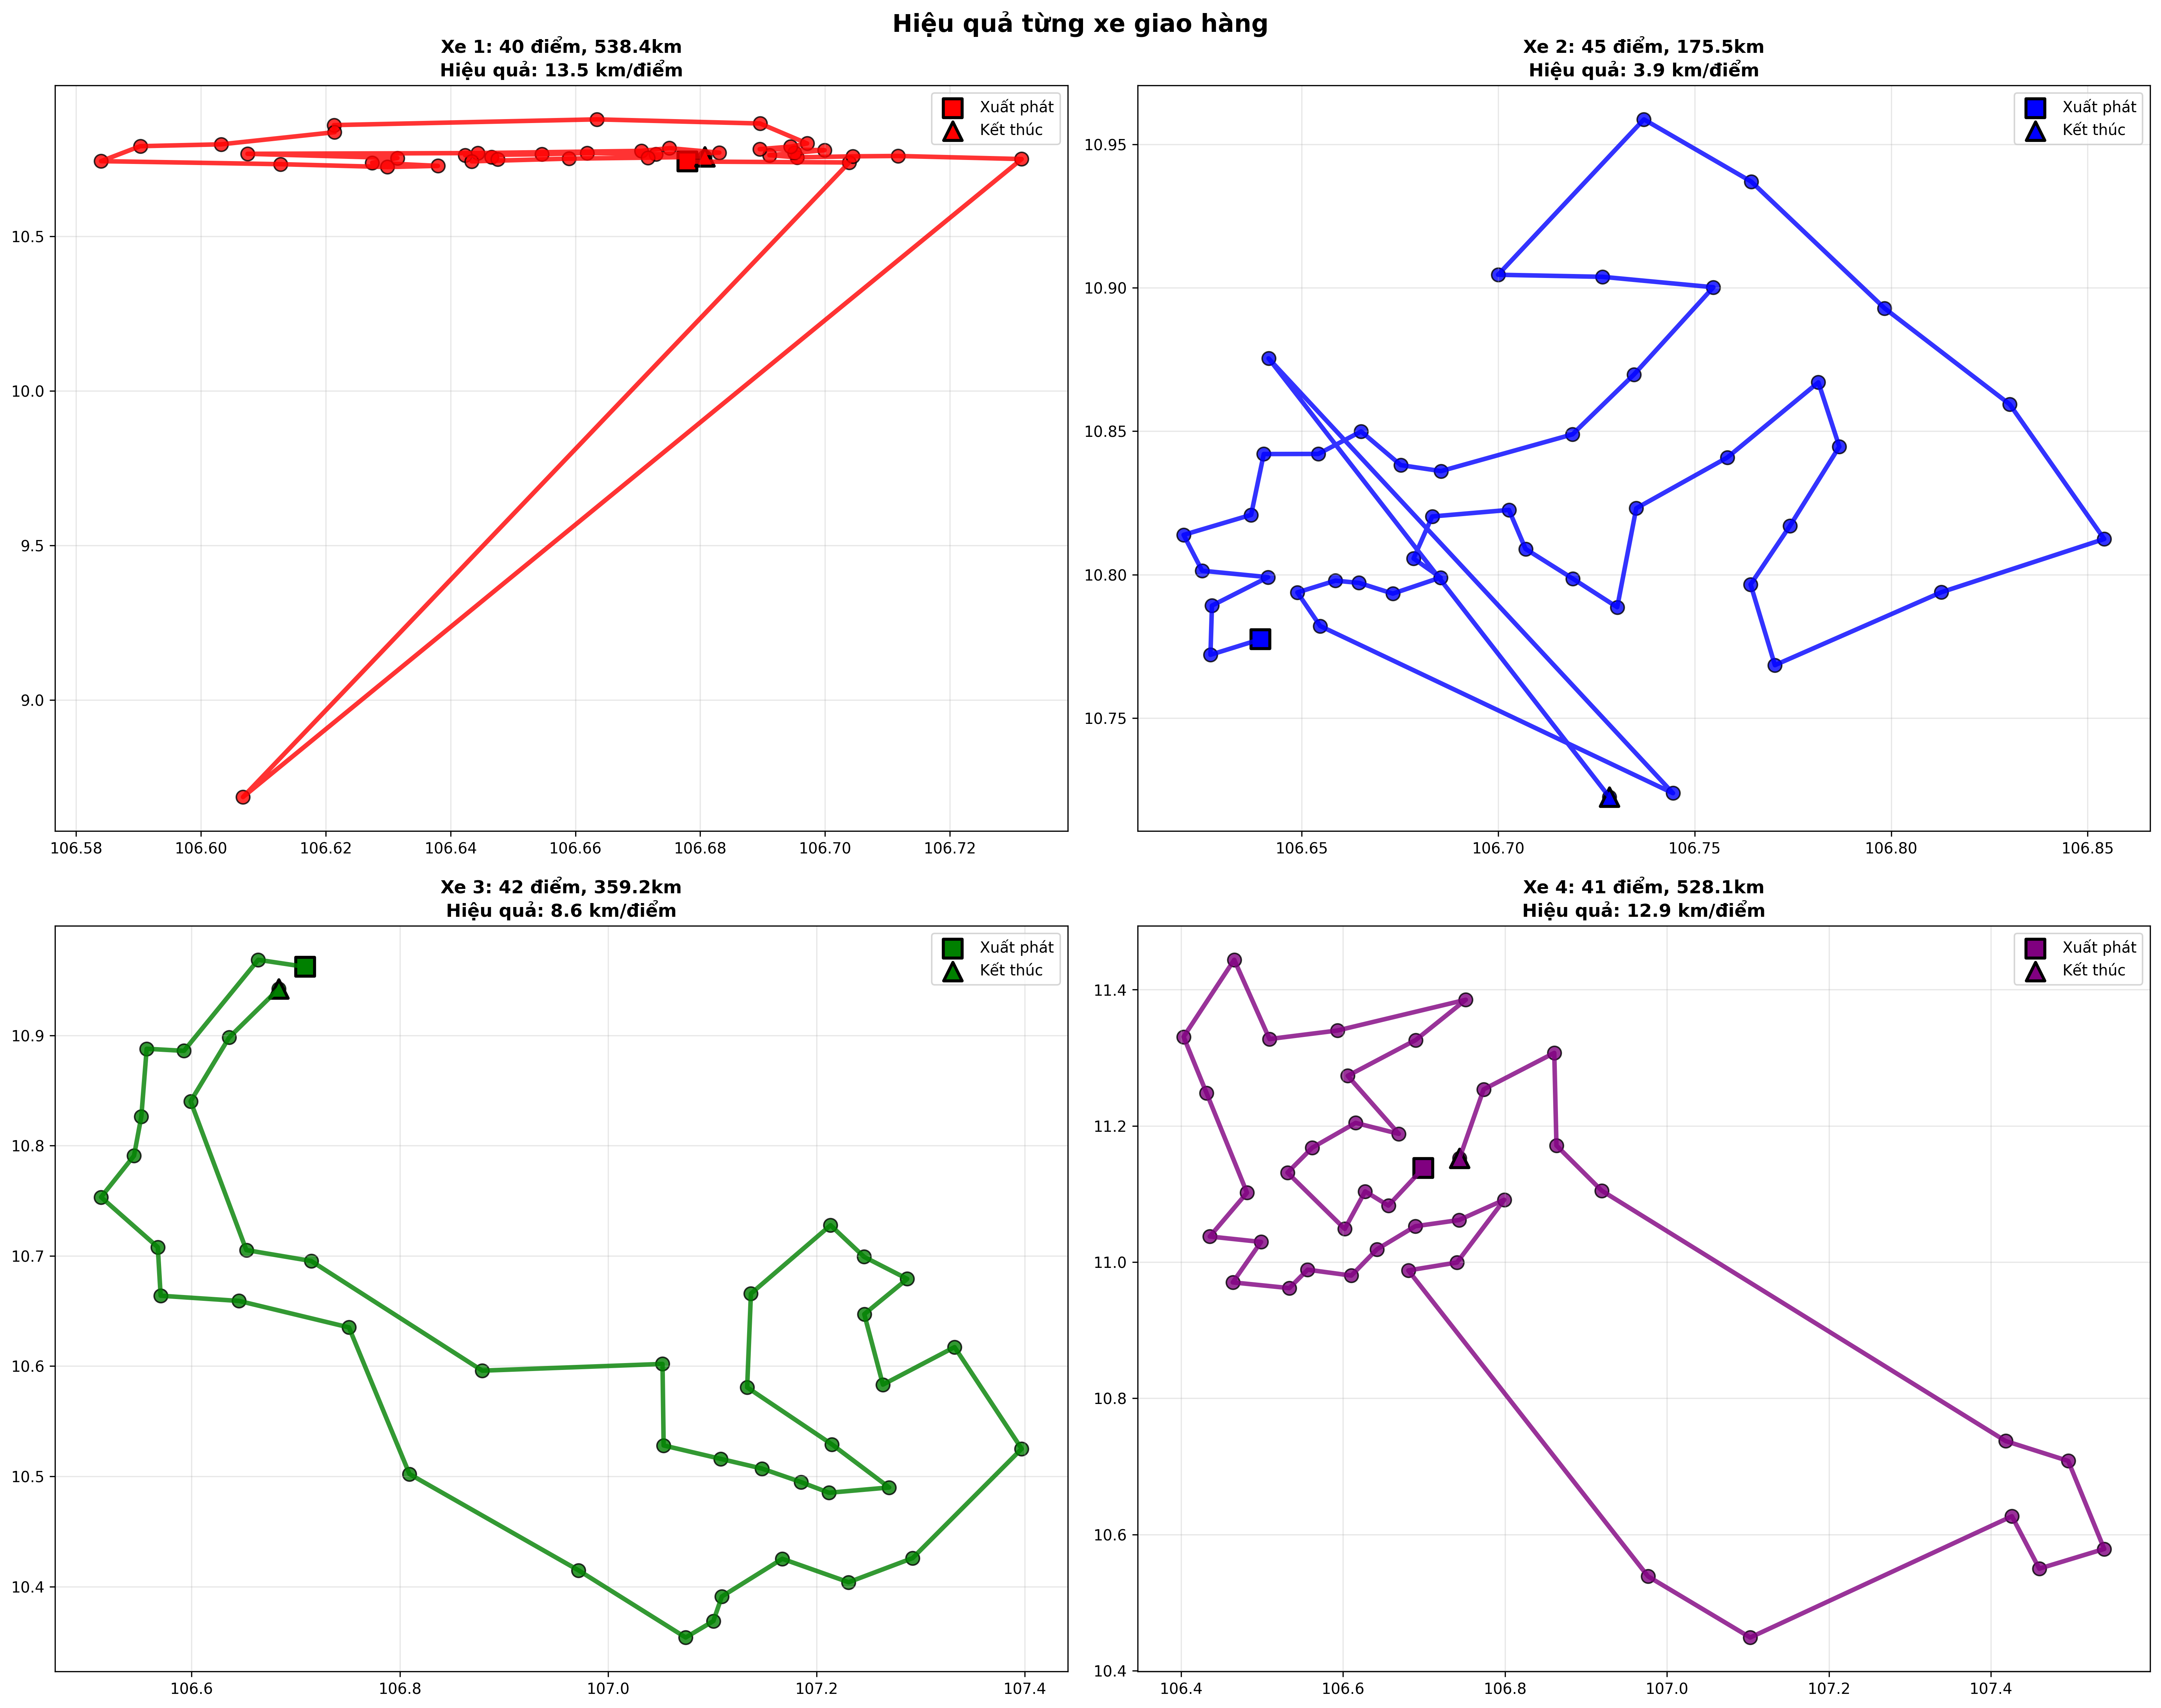 Hiệu quả từng xe giao hàng
Xe 1: 40 điểm, 538.4km
Hiệu quả: 13.5 km/điểm
Xuất phát
Kết thúc
10.5
10.0
9.5
9.0
106.58 106.60 106.62 106.64 106.66 106.68 106.70 106.72
Xe 2: 45 điểm, 175.5km
Hiệu quả: 3.9 km/điểm
Xuất phát
Kết thúc
10.95
10.90
10.85
10.80
10.75
106.65 106.70 106.75 106.80 106.85
Xe 3: 42 điểm, 359.2km
Hiệu quả: 8.6 km/điểm
Xuất phát
Kết thúc
10.9
10.8
10.7
10.6
10.5
10.4
106.6 106.8 107.0 107.2 107.4
Xe 4: 41 điểm, 528.1km
Hiệu quả: 12.9 km/điểm
Xuất phát
Kết thúc
11.4
11.2
11.0
10.8
10.6
10.4
106.4 106.6 106.8 107.0 107.2 107.4